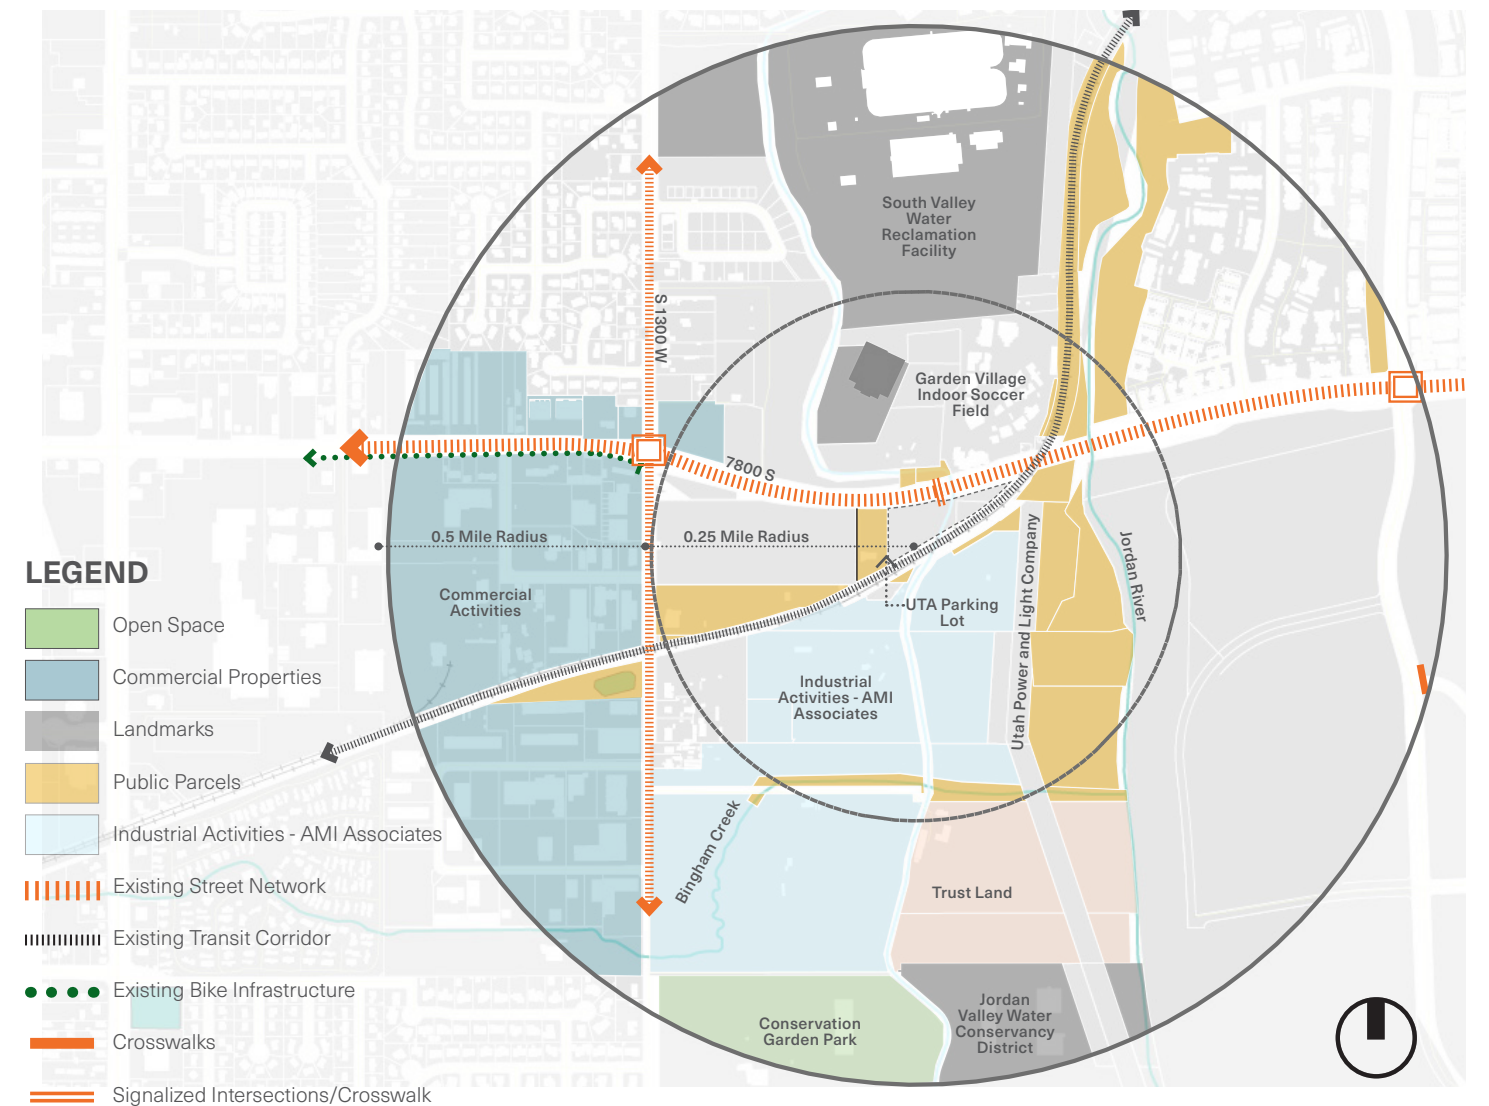 South Valley
Water
Reclamation
Facility
S 1300 W
Garden Village
Indoor Soccer
Field
7800 S
0.5 Mile Radius
0.25 Mile Radius
Commercial
Activities
UTA Parking
Lot
Utah Power and Light Company
Jordan River
Industrial
Activities - AMI
Associates
Bingham Creek
Trust Land
Conservation
Garden Park
Jordan
Valley Water
Conservancy
District
LEGEND
Open Space
Commercial Properties
Landmarks
Public Parcels
Industrial Activities - AMI Associates
Existing Street Network
Existing Transit Corridor
Existing Bike Infrastructure
Crosswalks
Signalized Intersections/Crosswalk